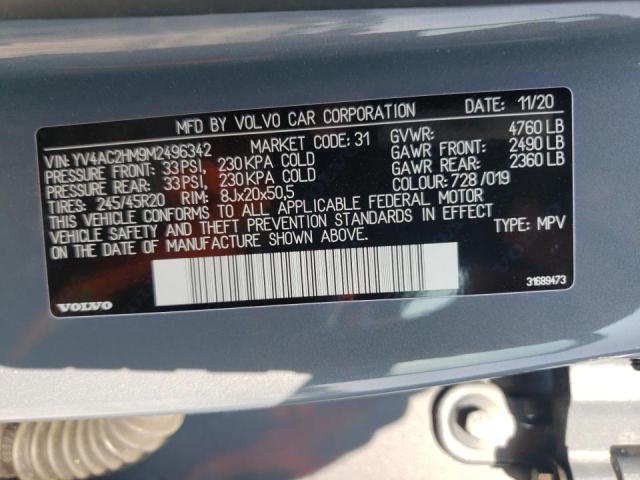 MFD BY VOLVO CAR CORPORATION DATE: 11/20
VIN: YV4AC2HM9M2496342 MARKET CODE: 31 GVWR: 4760 LB
PRESSURE FRONT: 33 PSI, 230 KPA COLD GAWR FRONT: 2490 LB
PRESSURE REAR: 33 PSI, 230 KPA COLD GAWR REAR: 2360 LB
TIRES: 245/45R20 RIM: 8Jx20x50,5 COLOUR: 728/019
THIS VEHICLE CONFORMS TO ALL APPLICABLE FEDERAL MOTOR
VEHICLE SAFETY AND THEFT PREVENTION STANDARDS IN EFFECT
ON THE DATE OF MANUFACTURE SHOWN ABOVE. TYPE: MPV
VOLVO 31689473